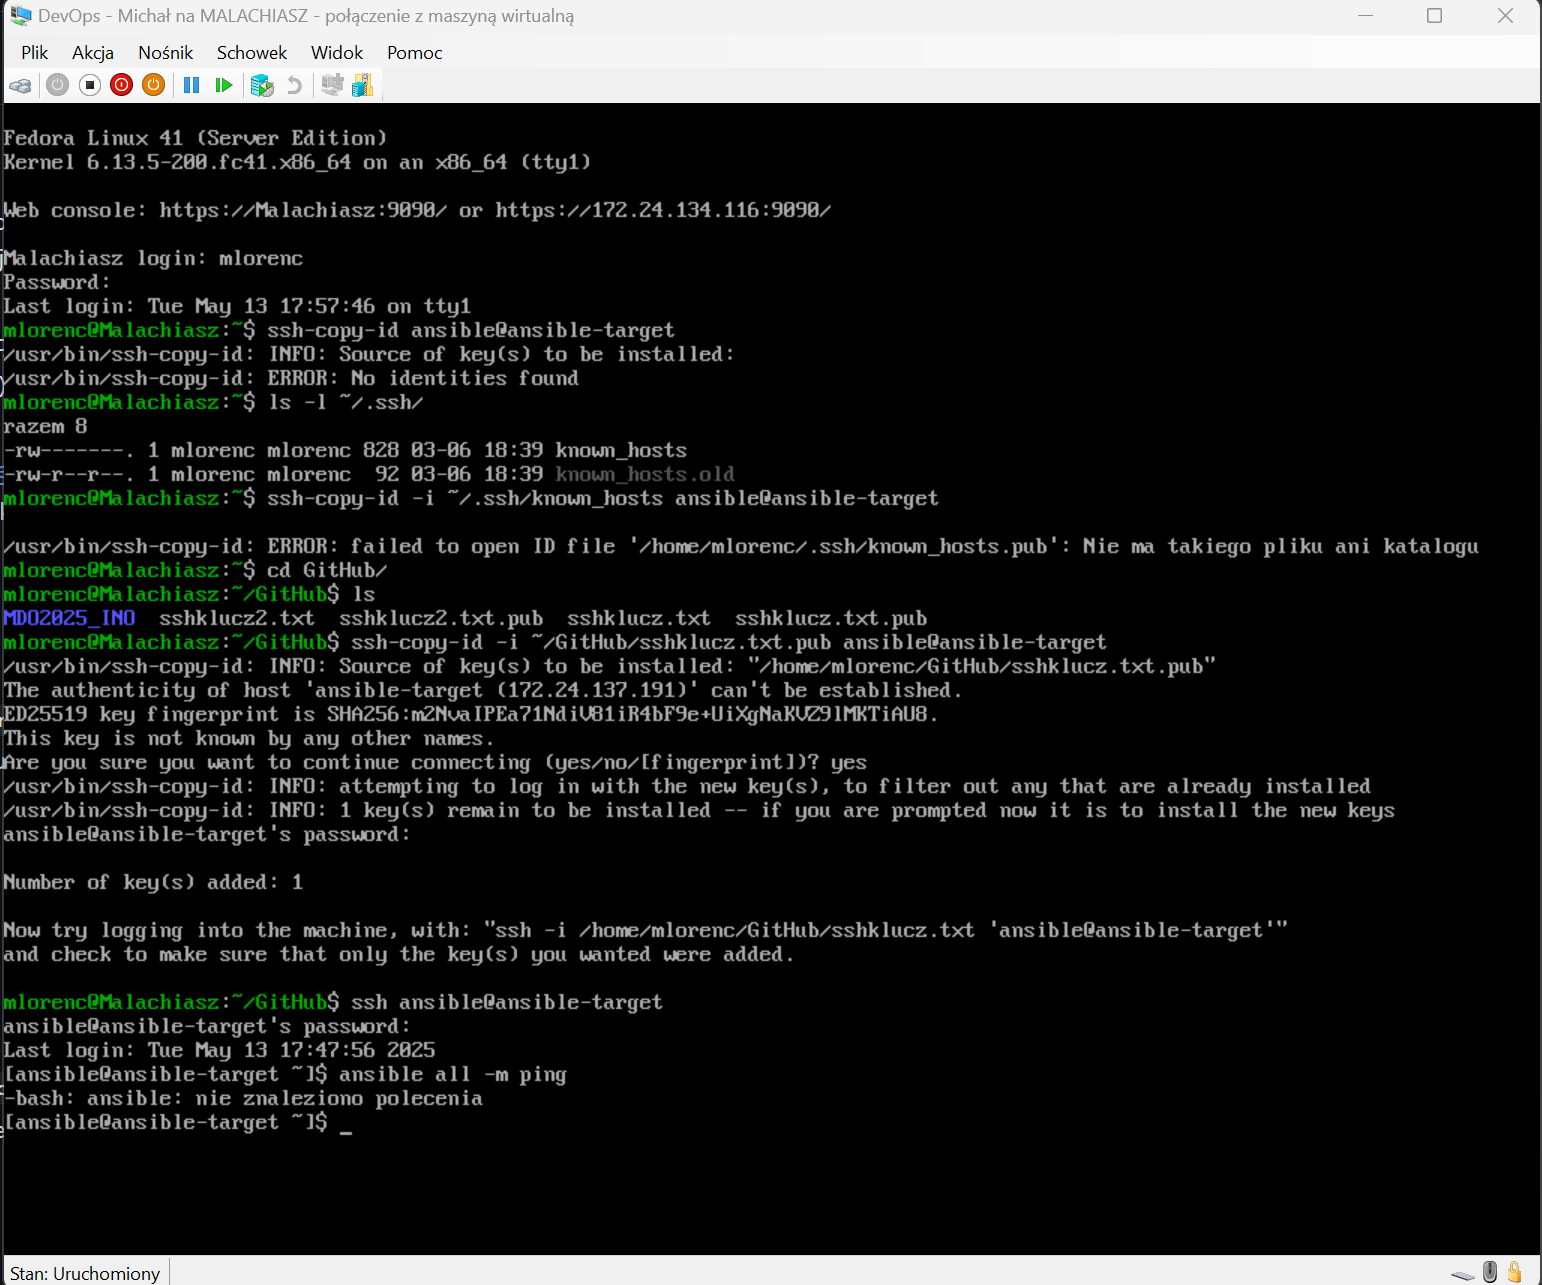 DevOps - Michał na MALACHIASZ - połączenie z maszyną wirtualną
Plik Akcja Nośnik Schowek Widok Pomoc
Fedora Linux 41 (Server Edition)
Kernel 6.13.5-200.fc41.x86_64 on an x86_64 (tty1)
Web console: https://Malachiasz:9090/ or https://172.24.134.116:9090/
Malachiasz login: mlorenc
Password:
Last login: Tue May 13 17:57:46 on tty1
mlorenc@Malachiasz:~$ ssh-copy-id ansible@ansible-target
/usr/bin/ssh-copy-id: INFO: Source of key(s) to be installed:
/usr/bin/ssh-copy-id: ERROR: No identities found
mlorenc@Malachiasz:~$ ls -l ~/.ssh/
razem 8
-rw-------. 1 mlorenc mlorenc 828 03-06 18:39 known_hosts
-rw-r--r--. 1 mlorenc mlorenc  92 03-06 18:39 known_hosts.old
mlorenc@Malachiasz:~$ ssh-copy-id -i ~/.ssh/known_hosts ansible@ansible-target
/usr/bin/ssh-copy-id: ERROR: failed to open ID file '/home/mlorenc/.ssh/known_hosts.pub': Nie ma takiego pliku ani katalogu
mlorenc@Malachiasz:~$ cd GitHub/
mlorenc@Malachiasz:~/GitHub$ ls
MDO2025_INO  sshklucz2.txt  sshklucz2.txt.pub  sshklucz.txt  sshklucz.txt.pub
mlorenc@Malachiasz:~/GitHub$ ssh-copy-id -i ~/GitHub/sshklucz.txt.pub ansible@ansible-target
/usr/bin/ssh-copy-id: INFO: Source of key(s) to be installed: "/home/mlorenc/GitHub/sshklucz.txt.pub"
The authenticity of host 'ansible-target (172.24.137.191)' can't be established.
ED25519 key fingerprint is SHA256:m2NvaIPEa71NdiV81iR4bF9e+UiXgNaKVZ9lMKTiAU8.
This key is not known by any other names.
Are you sure you want to continue connecting (yes/no/[fingerprint])? yes
/usr/bin/ssh-copy-id: INFO: attempting to log in with the new key(s), to filter out any that are already installed
/usr/bin/ssh-copy-id: INFO: 1 key(s) remain to be installed -- if you are prompted now it is to install the new keys
ansible@ansible-target's password:
Number of key(s) added: 1
Now try logging into the machine, with: "ssh -i /home/mlorenc/GitHub/sshklucz.txt 'ansible@ansible-target'"
and check to make sure that only the key(s) you wanted were added.
mlorenc@Malachiasz:~/GitHub$ ssh ansible@ansible-target
ansible@ansible-target's password:
Last login: Tue May 13 17:47:56 2025
[ansible@ansible-target ~]$ ansible all -m ping
-bash: ansible: nie znaleziono polecenia
[ansible@ansible-target ~]$ _
Stan: Uruchomiony